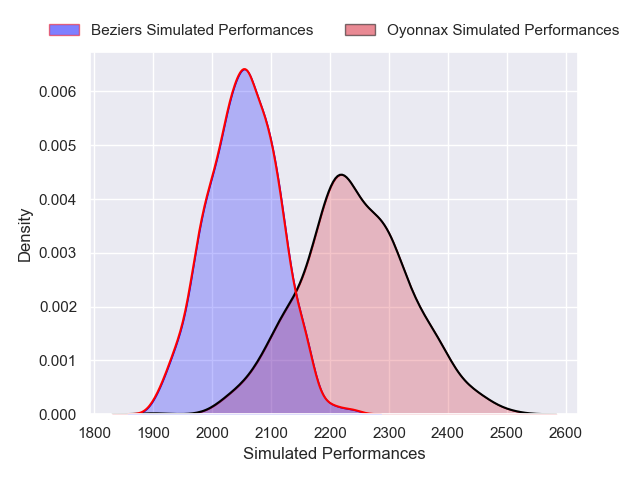 Beziers Simulated Performances Oyonnax Simulated Performances
0.006
0.005
0.004
0.003
0.002
0.001
0.000
Density
1800 1900 2000 2100 2200 2300 2400 2500 2600
Simulated Performances